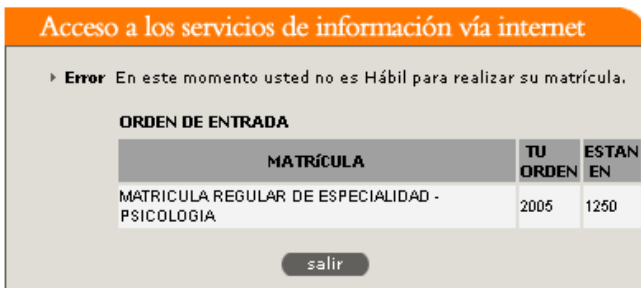 Acceso a los servicios de información vía internet
Error En este momento usted no es Hábil para realizar su matrícula.
ORDEN DE ENTRADA
MATRíCULA TU ORDEN ESTAN EN
MATRICULA REGULAR DE ESPECIALIDAD - PSICOLOGIA 2005 1250
salir